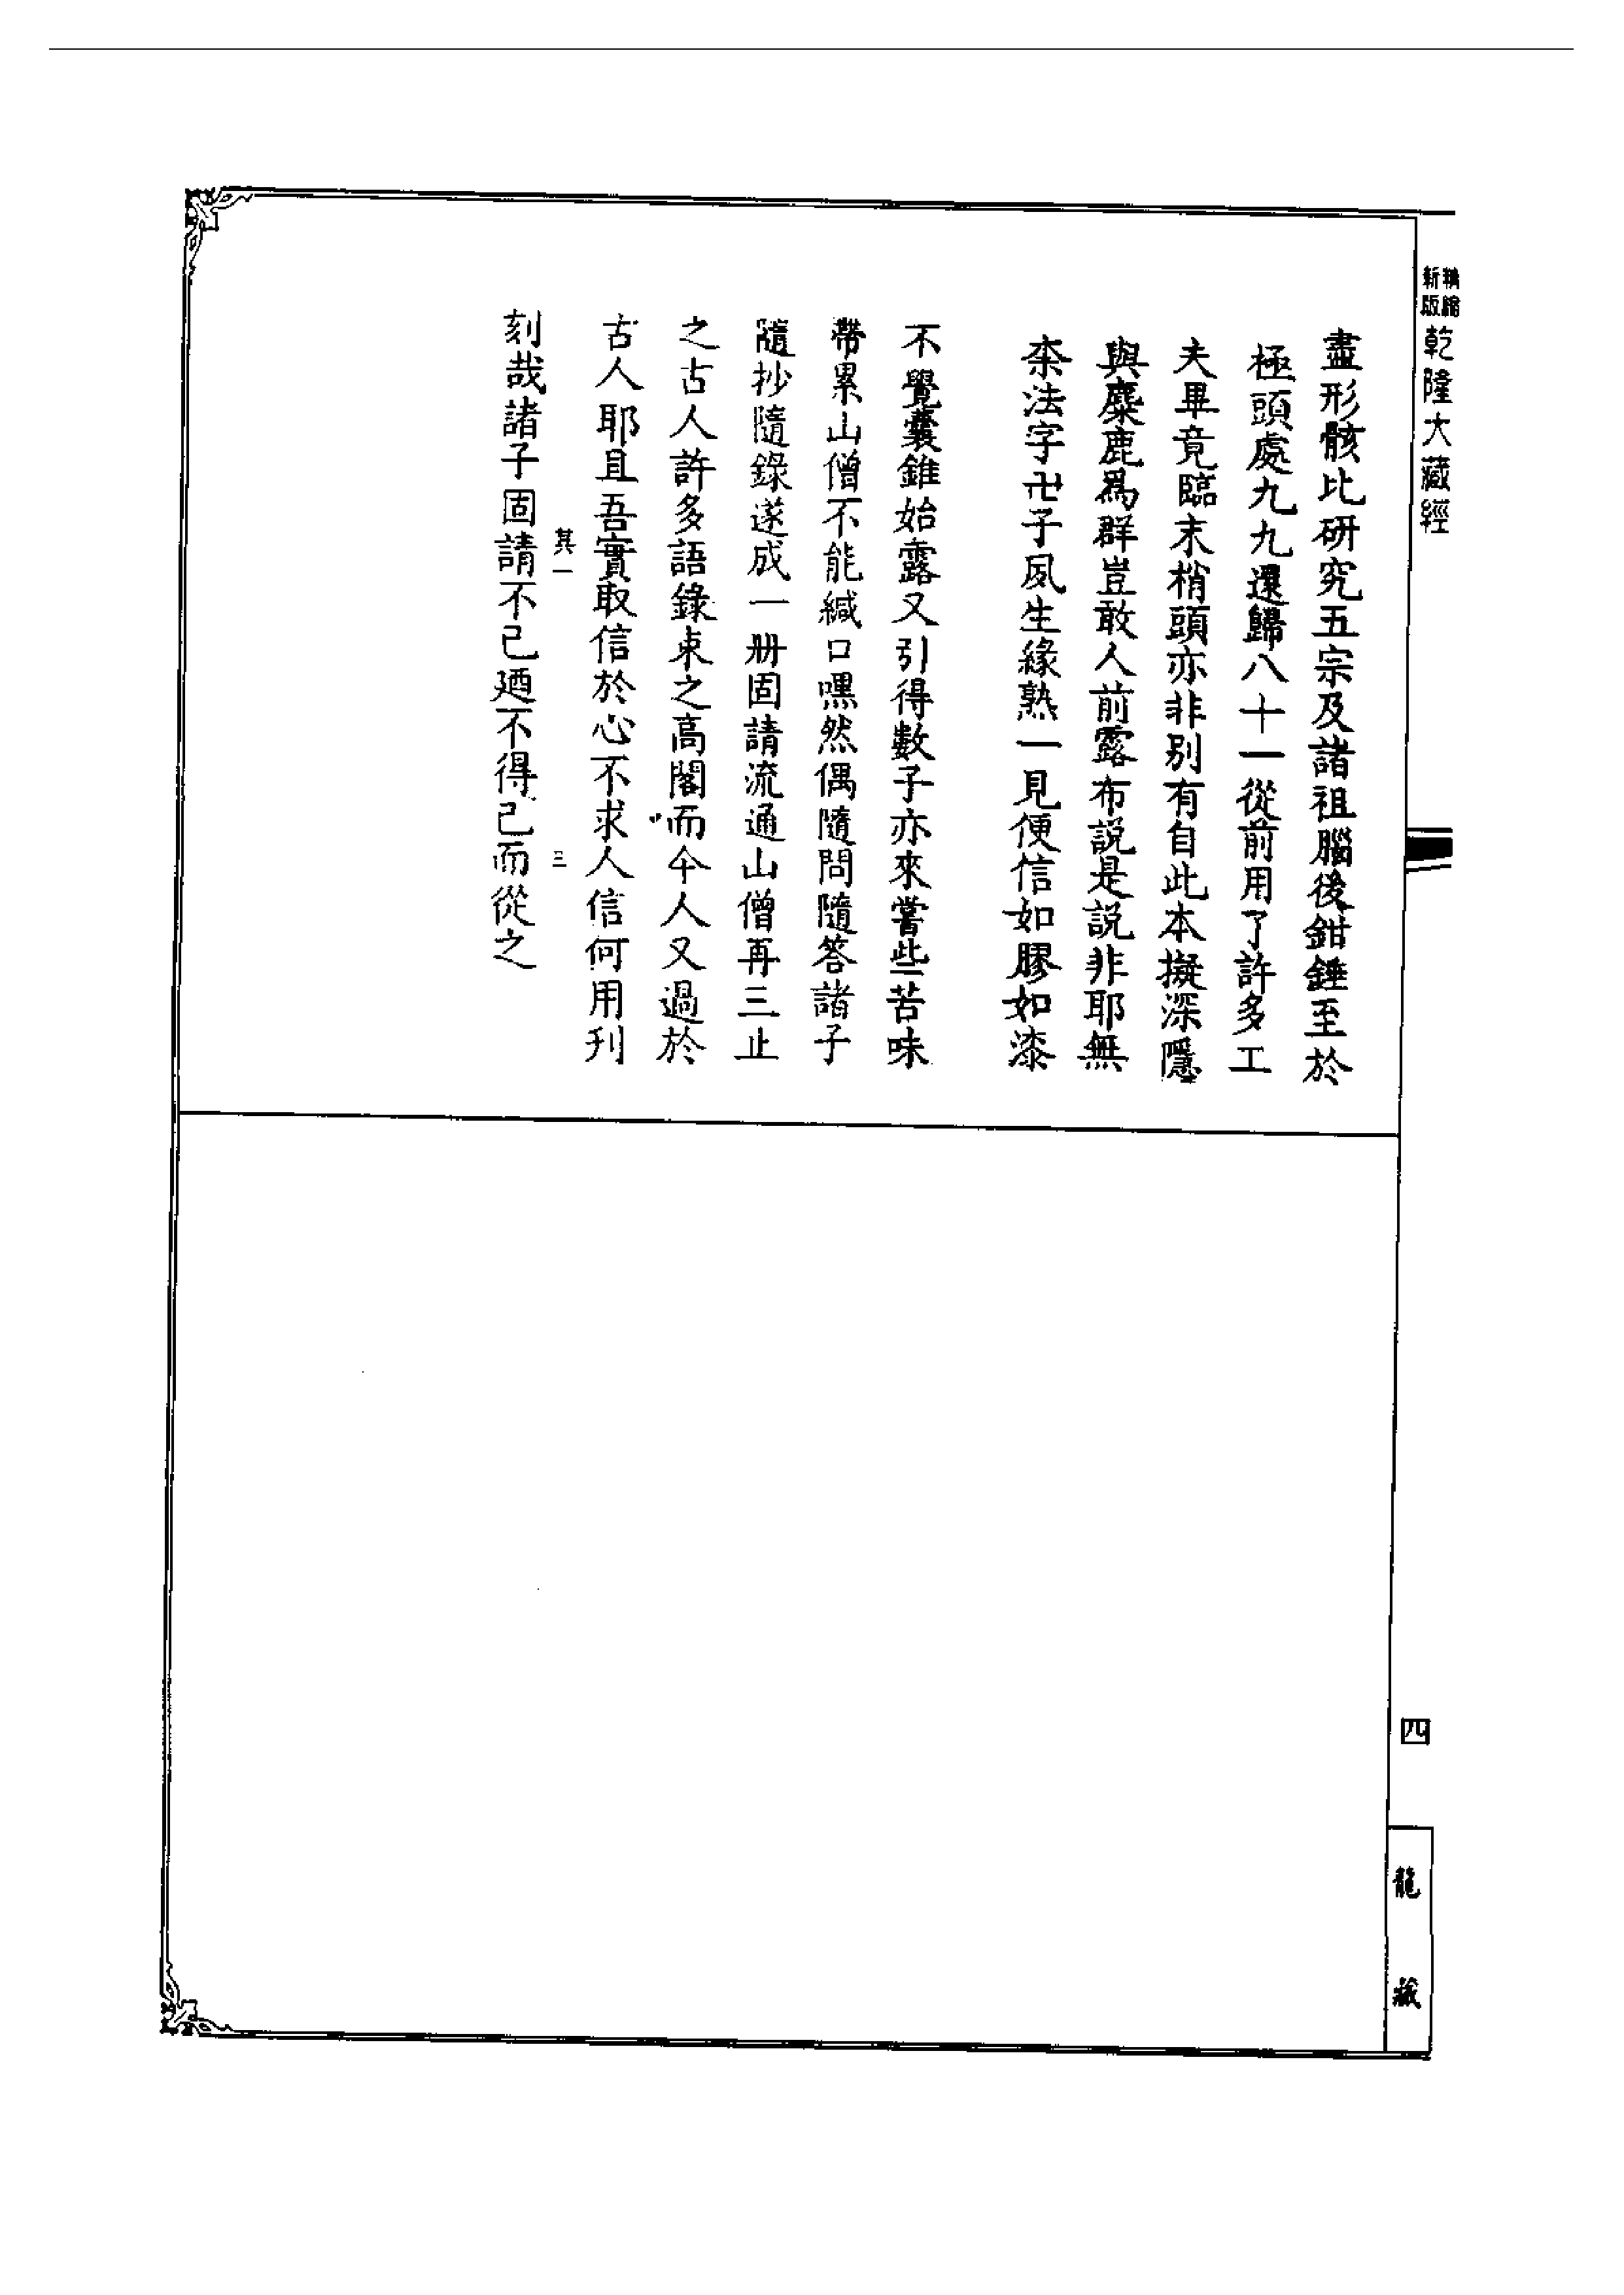 新版
精縮
乾隆大藏經
盡形骸比研究五宗及諸祖腦後鉗錘至於
極頭處九九還歸八十一從前用了許多工
夫畢竟臨末梢頭亦非别有自此本擬深隱
與麋鹿爲群豈敢人前露布説是説非耶無
柰法字卍子夙生緣熟一見便信如膠如漆
不覺囊錐始露又引得數子亦來嘗些苦味
帶累山僧不能緘口嘿然偶隨問隨答諸子
隨抄隨錄遂成一册固請流通山僧再三止
之古人許多語錄束之高閣而今人又過於
古人耶且吾實取信於心不求人信何用刋
其一
三
刻哉諸子固請不已廼不得已而從之
四
龍藏